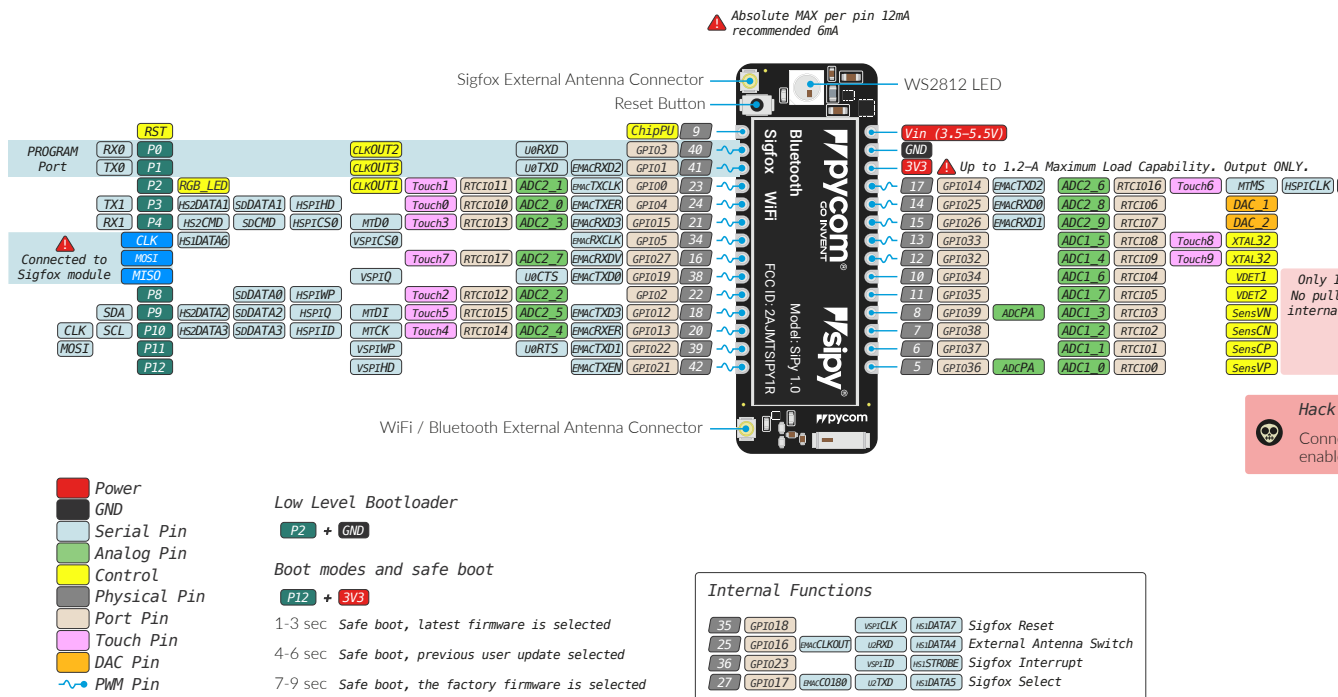 Absolute MAX per pin 12mA
recommended 6mA
Sigfox External Antenna Connector
WS2812 LED
Reset Button
RST ChipPU 9 Vin (3.5–5.5V)
PROGRAM Port
RX0 P0 CLKOUT2 U0RXD GPIO3 40 GND
TX0 P1 CLKOUT3 U0TXD EMACRXD2 GPIO1 41 3V3 Up to 1.2–A Maximum Load Capability. Output ONLY.
P2 RGB_LED CLKOUT1 Touch1 RTCIO11 ADC2_1 EMACTXCLK GPIO0 23 17 GPIO14 EMACTXD2 ADC2_6 RTCIO16 Touch6 MTMS HSPICLK
TX1 P3 HS2DATA1 SDDATA1 HSPIHD Touch0 RTCIO10 ADC2_0 EMACTXER GPIO4 24 14 GPIO25 EMACRXD0 ADC2_8 RTCIO6 DAC_1
RX1 P4 HS2CMD SDCMD HSPICS0 MTD0 Touch3 RTCIO13 ADC2_3 EMACRXD3 GPIO15 21 15 GPIO26 EMACRXD1 ADC2_9 RTCIO7 DAC_2
Connected to
Sigfox module
CLK HS1DATA6 VSPICS0 EMACRXCLK GPIO5 34 13 GPIO33 ADC1_5 RTCIO8 Touch8 XTAL32
MOSI Touch7 RTCIO17 ADC2_7 EMACRXDV GPIO27 16 12 GPIO32 ADC1_4 RTCIO9 Touch9 XTAL32
MISO VSPIQ U0CTS EMACTXD0 GPIO19 38 10 GPIO34 ADC1_6 RTCIO4 VDET1
P8 SDDATA0 HSPIWP Touch2 RTCIO12 ADC2_2 GPIO2 22 11 GPIO35 ADC1_7 RTCIO5 VDET2
SDA P9 HS2DATA2 SDDATA2 HSPIQ MTDI Touch5 RTCIO15 ADC2_5 EMACTXD3 GPIO12 18 8 GPIO39 ADCPA ADC1_3 RTCIO3 SensVN
CLK SCL P10 HS2DATA3 SDDATA3 HSPIID MTCK Touch4 RTCIO14 ADC2_4 EMACRXER GPIO13 20 7 GPIO38 ADC1_2 RTCIO2 SensCN
MOSI P11 VSPIWP U0RTS EMACTXD1 GPIO22 39 6 GPIO37 ADC1_1 RTCIO1 SensCP
P12 VSPIHD EMACTXEN GPIO21 42 5 GPIO36 ADCPA ADC1_0 RTCIO0 SensVP
Only 1
No pull
interna
Bluetooth
Sigfox WiFi
FCC ID: 2AJMTSIPY1R
Model: SiPy 1.0
pycom®
GO INVENT
sipy®
pycom
WiFi / Bluetooth External Antenna Connector
Hack
Conne
enable
Power
GND
Serial Pin
Analog Pin
Control
Physical Pin
Port Pin
Touch Pin
DAC Pin
PWM Pin
Low Level Bootloader
P2 + GND
Boot modes and safe boot
P12 + 3V3
1-3 sec Safe boot, latest firmware is selected
4-6 sec Safe boot, previous user update selected
7-9 sec Safe boot, the factory firmware is selected
Internal Functions
35 GPIO18 VSPICLK HS1DATA7 Sigfox Reset
25 GPIO16 EMACCLKOUT U2RXD HS1DATA4 External Antenna Switch
36 GPIO23 VSPIID HS1STROBE Sigfox Interrupt
27 GPIO17 EMACCO180 U2TXD HS1DATA5 Sigfox Select